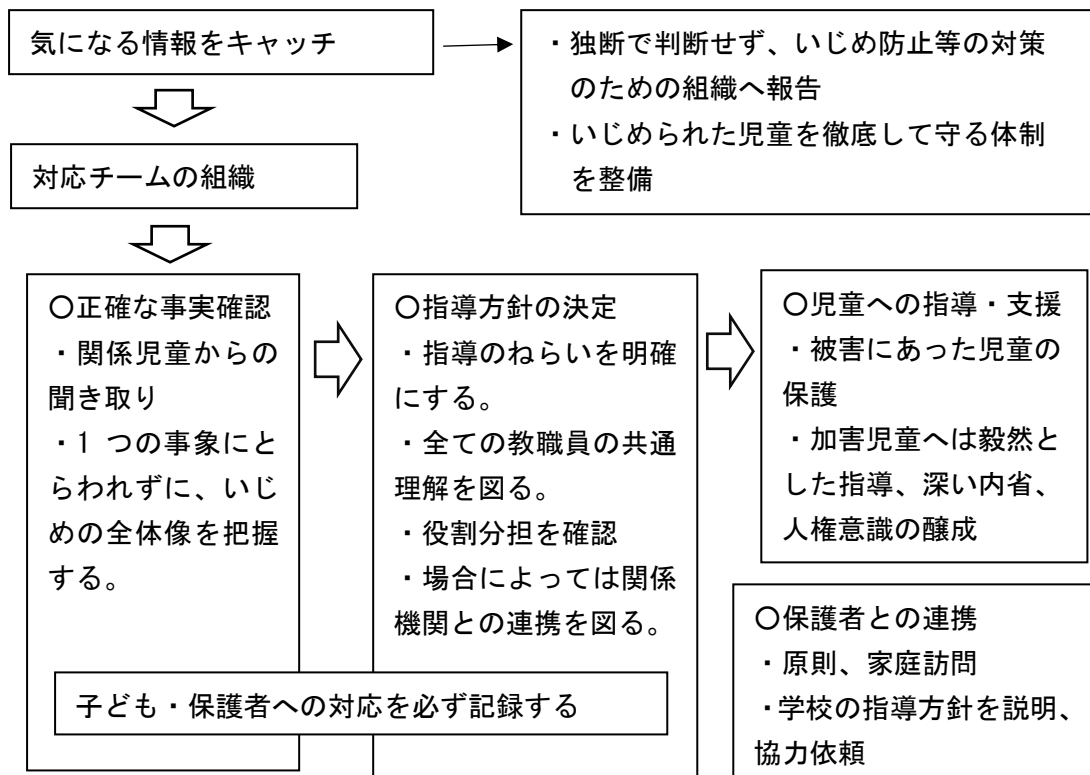 気になる情報をキャッチ
・独断で判断せず、いじめ防止等の対策
のための組織へ報告
・いじめられた児童を徹底して守る体制
を整備
対応チームの組織
〇正確な事実確認
・関係児童からの
聞き取り
・1 つの事象にと
らわれずに、いじ
めの全体像を把握
する。
〇指導方針の決定
・指導のねらいを明確
にする。
・全ての教職員の共通
理解を図る。
・役割分担を確認
・場合によっては関係
機関との連携を図る。
〇児童への指導・支援
・被害にあった児童の
保護
・加害児童へは毅然と
した指導、深い内省、
人権意識の醸成
〇保護者との連携
・原則、家庭訪問
・学校の指導方針を説明、
協力依頼
子ども・保護者への対応を必ず記録する